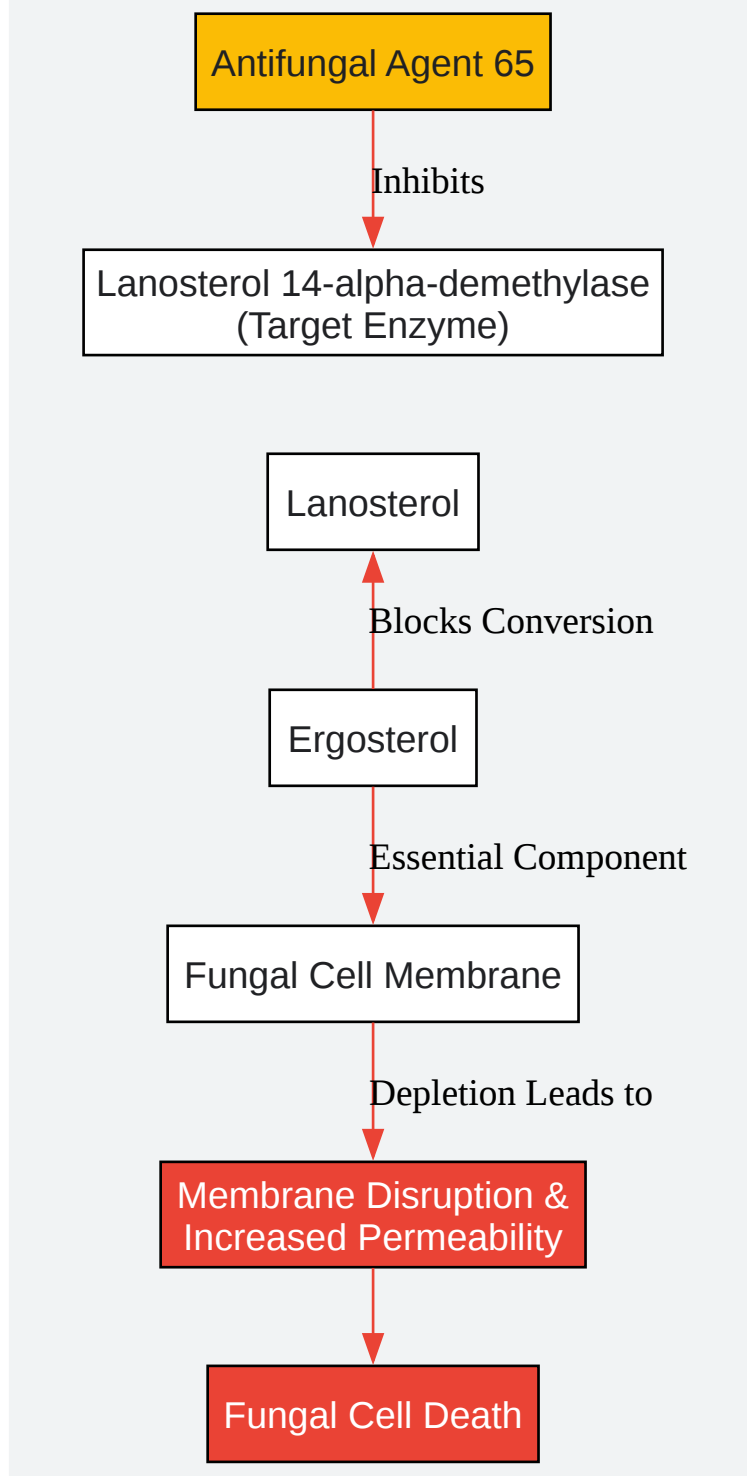 Antifungal Agent 65
Inhibits
Lanosterol 14-alpha-demethylase
(Target Enzyme)
Lanosterol
Blocks Conversion
Ergosterol
Essential Component
Fungal Cell Membrane
Depletion Leads to
Membrane Disruption &
Increased Permeability
Fungal Cell Death